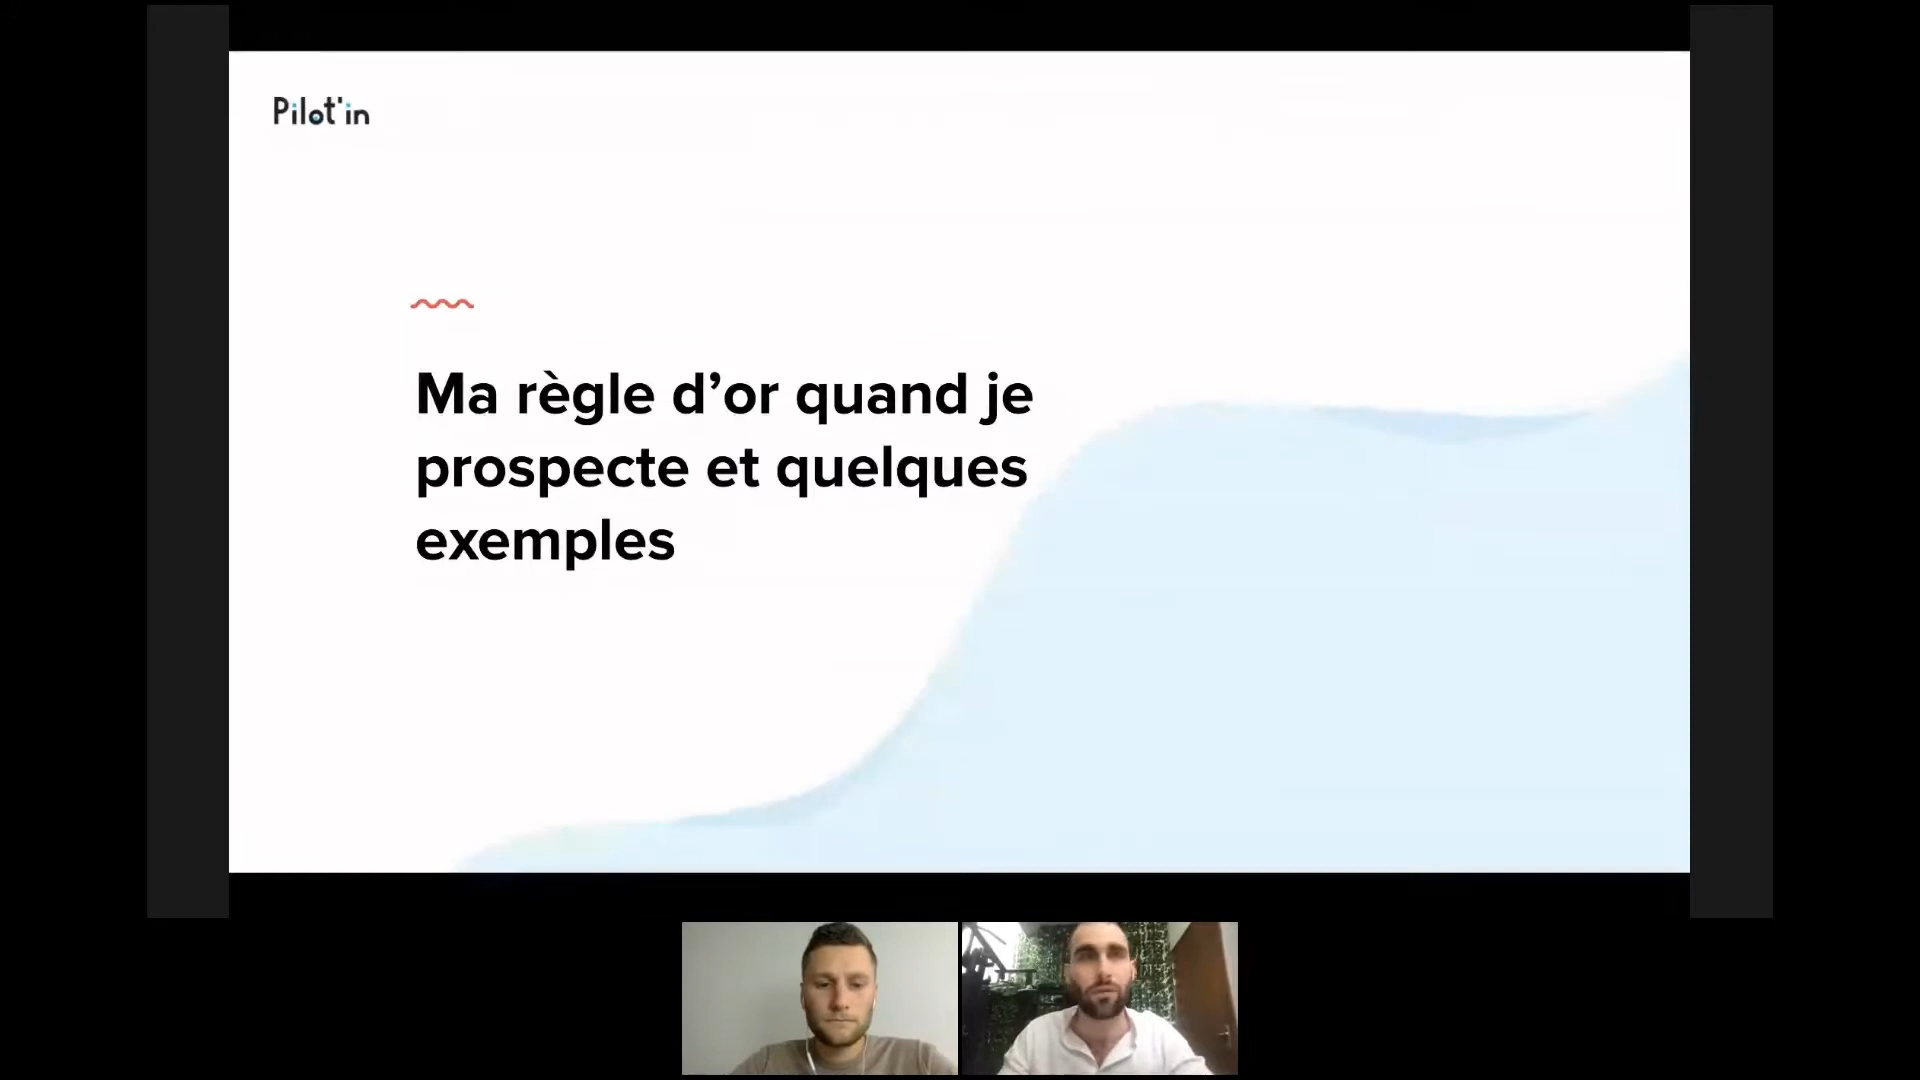 Pilot'in
Ma règle d’or quand je
prospecte et quelques
exemples